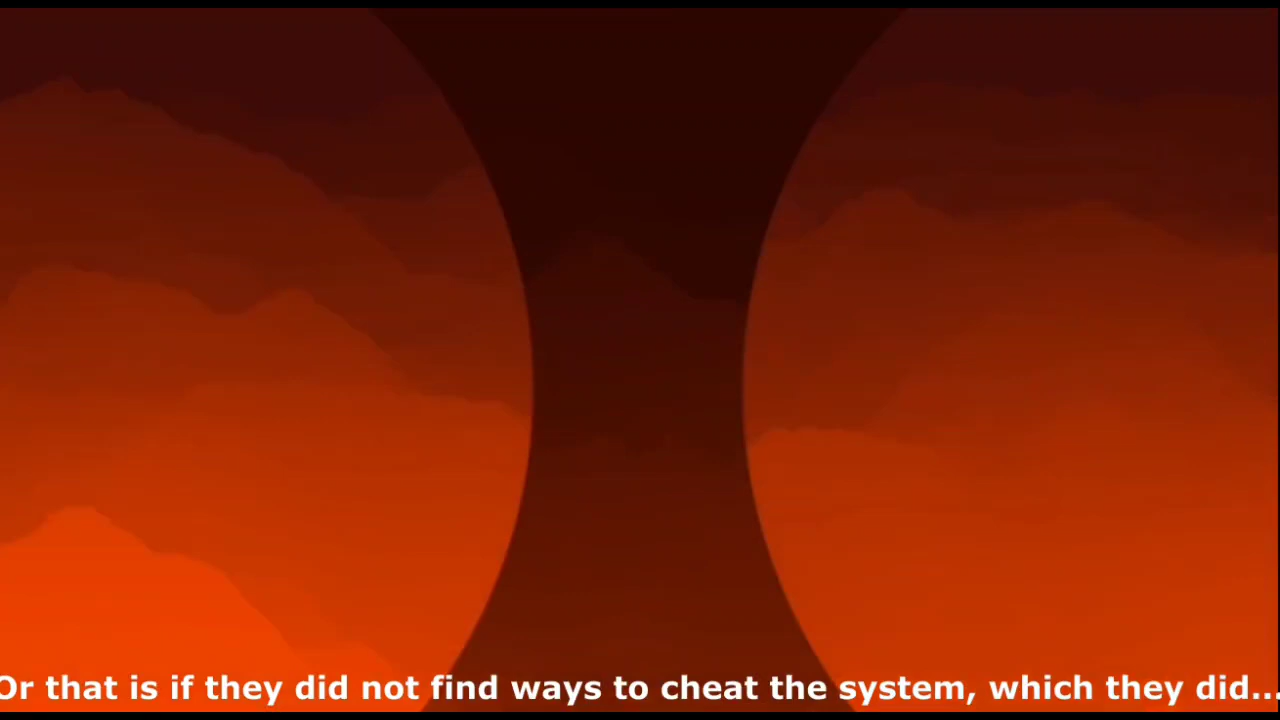 Or that is if they did not find ways to cheat the system, which they did...